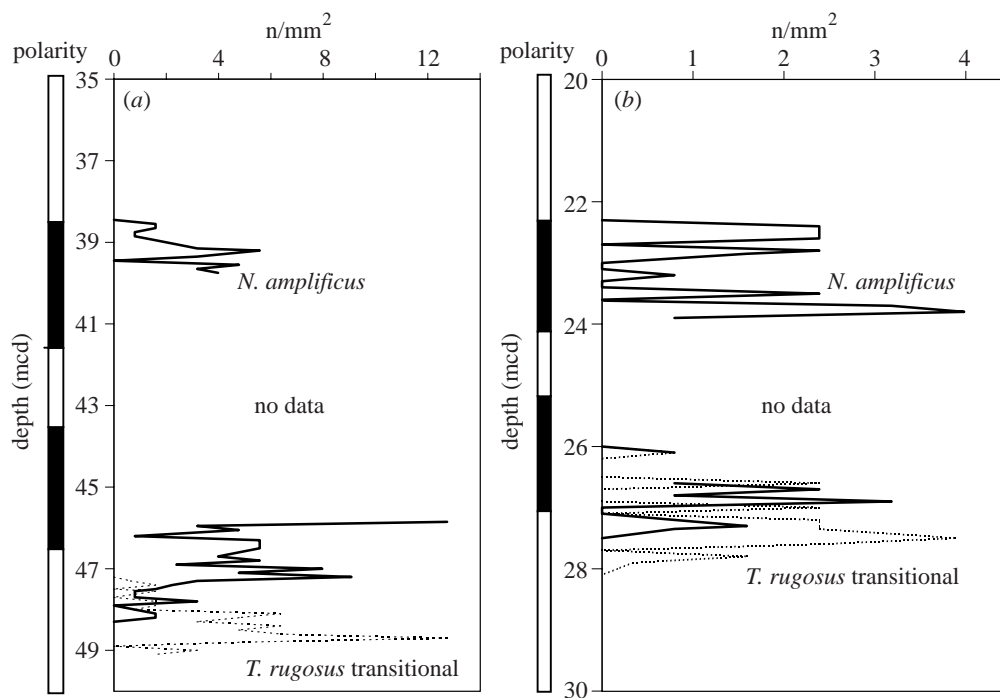 n/mm2
n/mm2
polarity 0 4 8 12
polarity 0 1 2 3 4
35
(a)
37
39
N. amplificus
41
43
no data
45
47
49
T. rugosus transitional
depth (mcd)
20
(b)
22
N. amplificus
24
no data
26
T. rugosus transitional
28
30
depth (mcd)